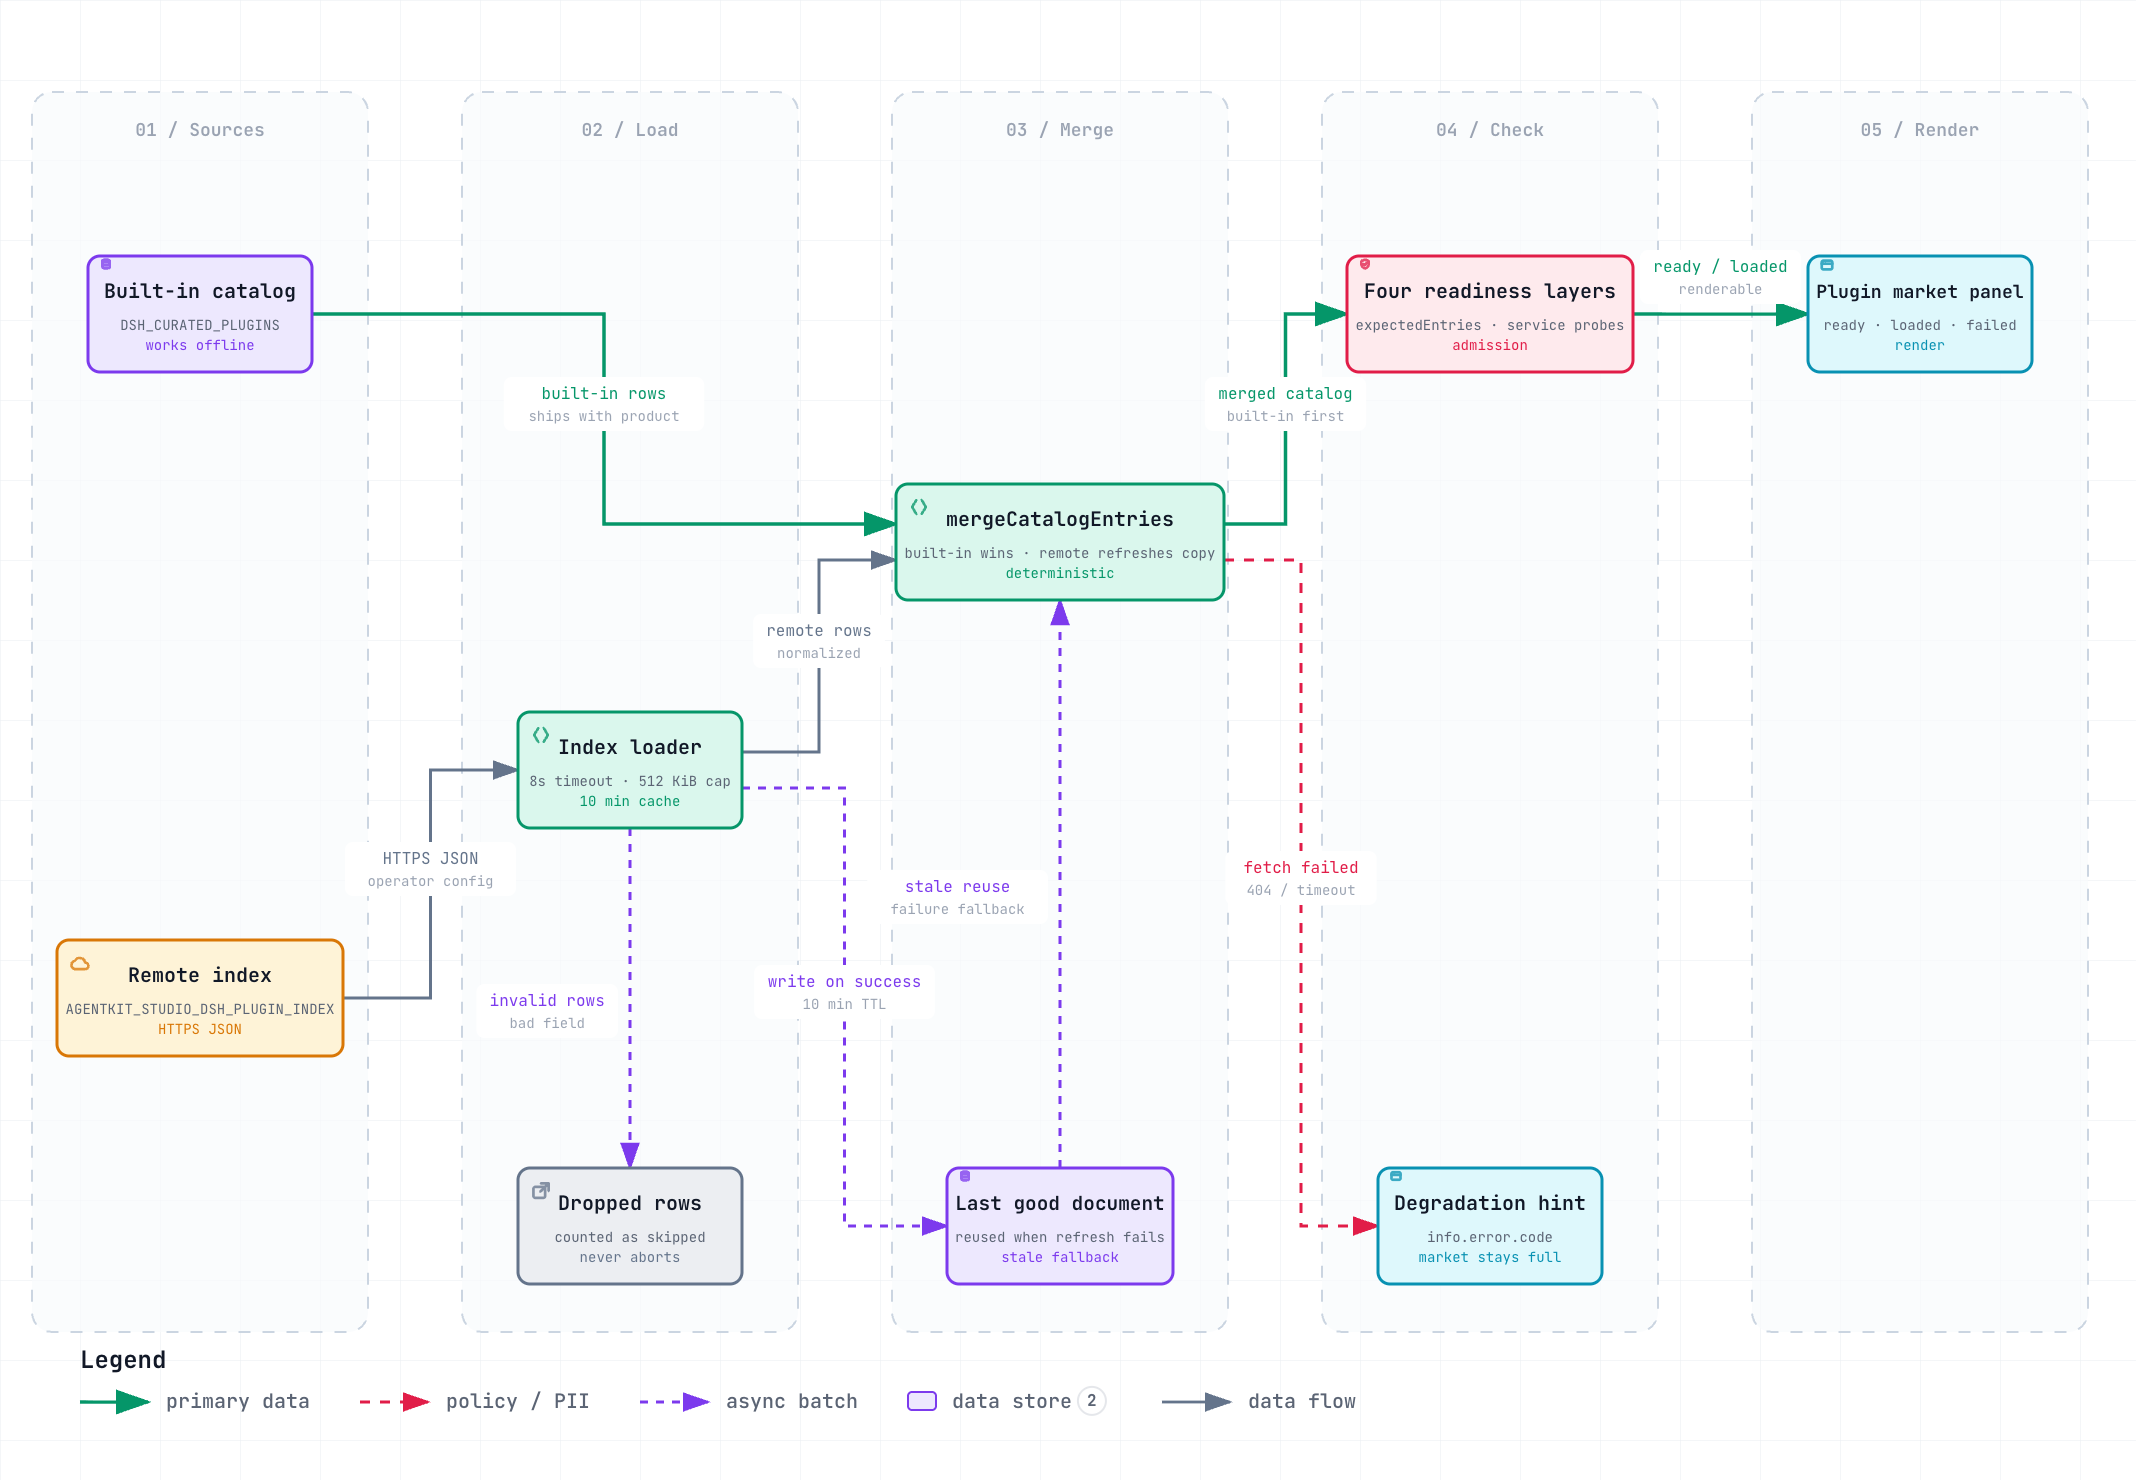 01 / Sources
02 / Load
03 / Merge
04 / Check
05 / Render
Built-in catalog
DSH_CURATED_PLUGINS
works offline
Four readiness layers
expectedEntries · service probes
admission
ready / loaded
renderable
Plugin market panel
ready · loaded · failed
render
built-in rows
ships with product
merged catalog
built-in first
mergeCatalogEntries
built-in wins · remote refreshes copy
deterministic
remote rows
normalized
Index loader
8s timeout · 512 KiB cap
10 min cache
HTTPS JSON
operator config
stale reuse
failure fallback
fetch failed
404 / timeout
Remote index
AGENTKIT_STUDIO_DSH_PLUGIN_INDEX
HTTPS JSON
invalid rows
bad field
write on success
10 min TTL
Dropped rows
counted as skipped
never aborts
Last good document
reused when refresh fails
stale fallback
Degradation hint
info.error.code
market stays full
Legend
primary data
policy / PII
async batch
data store 2
data flow